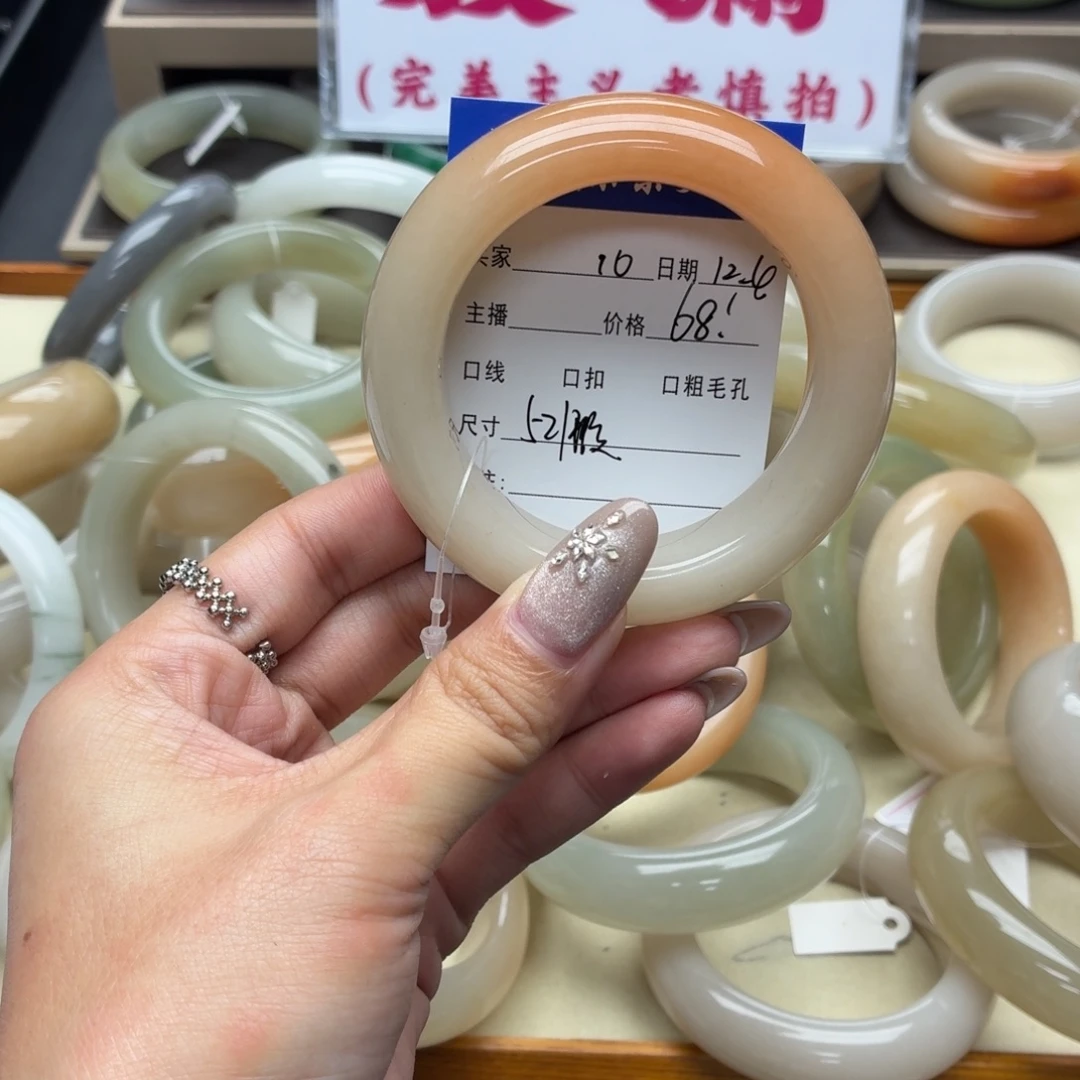 (完美主义者慎拍)
家 10 日期 12.6
主播 价格 68!
口线 口扣 口粗毛孔
尺寸 52/般